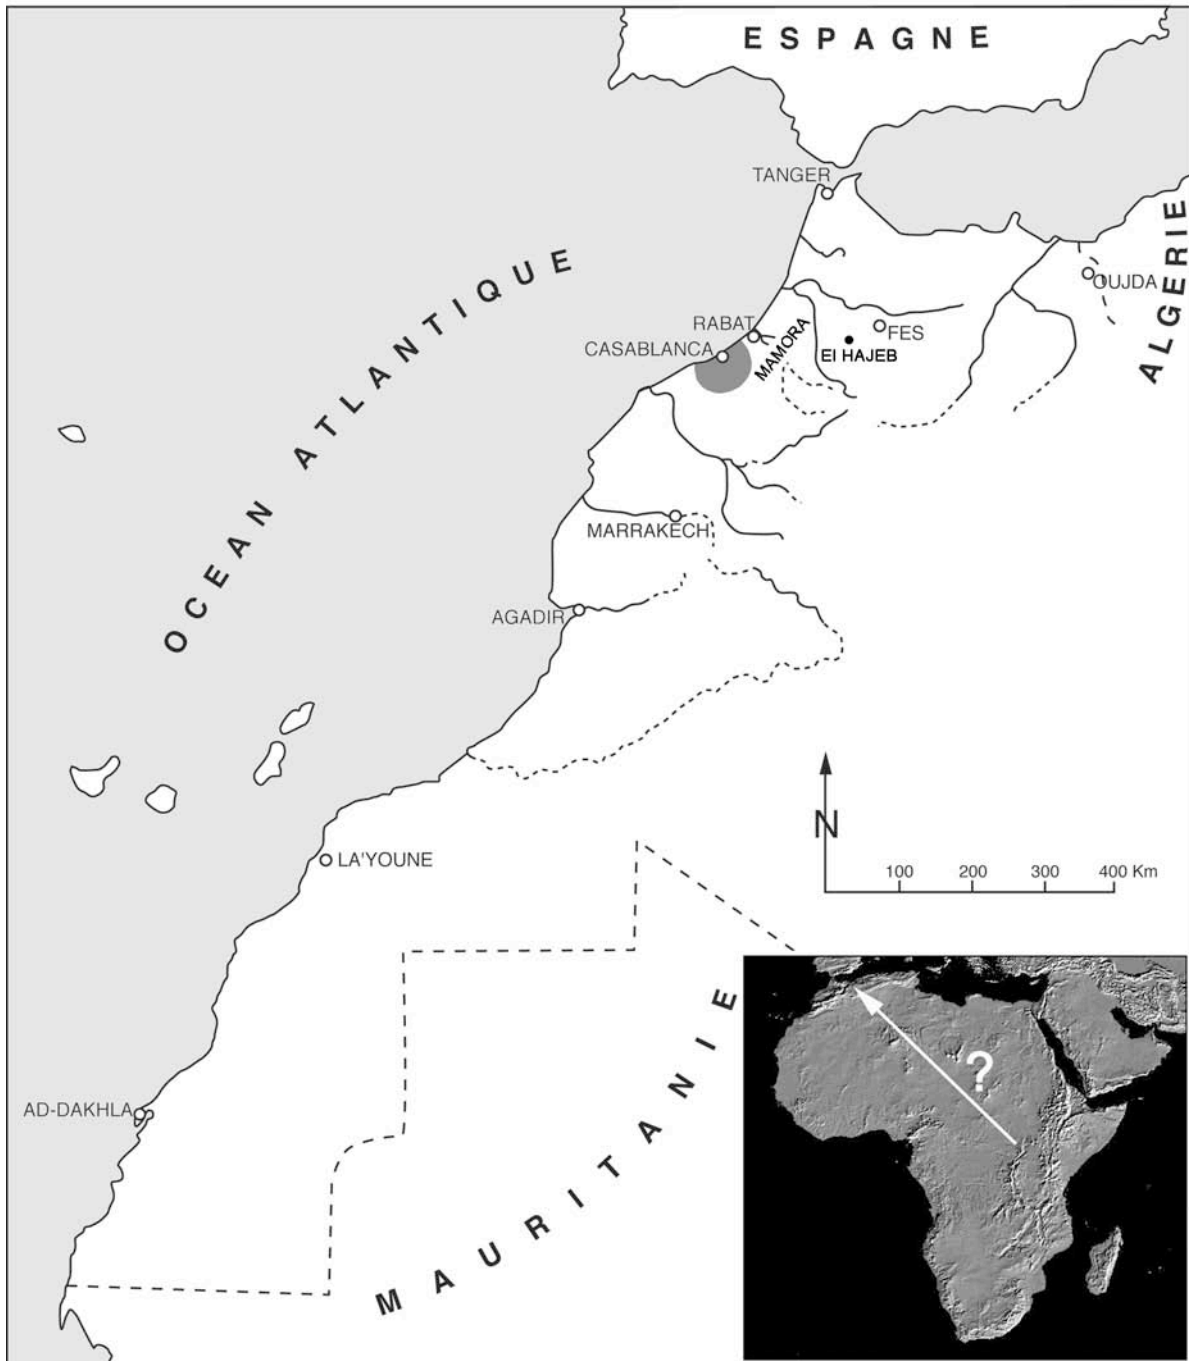 ESPAGNE
TANGER
ALGERIE
OUJDA
OCEAN ATLANTIQUE
RABAT
FES
CASABLANCA
MAMORA
El HAJEB
MARRAKECH
AGADIR
N
LA'YOUNE
100 200 300 400 Km
MAURITANIE
?
AD-DAKHLA